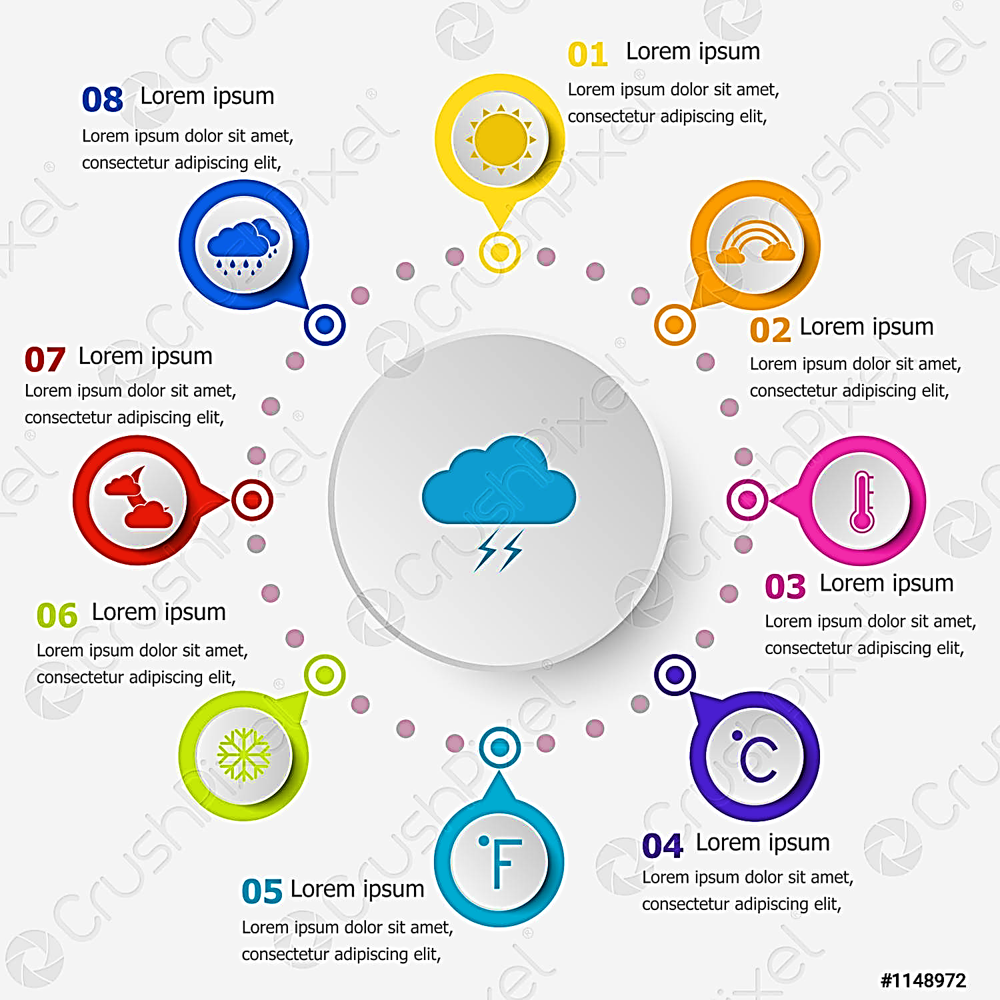 01 Lorem ipsum
Lorem ipsum dolor sit amet,
consectetur adipiscing elit,
02 Lorem ipsum
Lorem ipsum dolor sit amet,
consectetur adipiscing elit,
03 Lorem ipsum
Lorem ipsum dolor sit amet,
consectetur adipiscing elit,
04 Lorem ipsum
Lorem ipsum dolor sit amet,
consectetur adipiscing elit,
05 Lorem ipsum
Lorem ipsum dolor sit amet,
consectetur adipiscing elit,
06 Lorem ipsum
Lorem ipsum dolor sit amet,
consectetur adipiscing elit,
07 Lorem ipsum
Lorem ipsum dolor sit amet,
consectetur adipiscing elit,
08 Lorem ipsum
Lorem ipsum dolor sit amet,
consectetur adipiscing elit,
°C
°F
CrushPixel®
#1148972